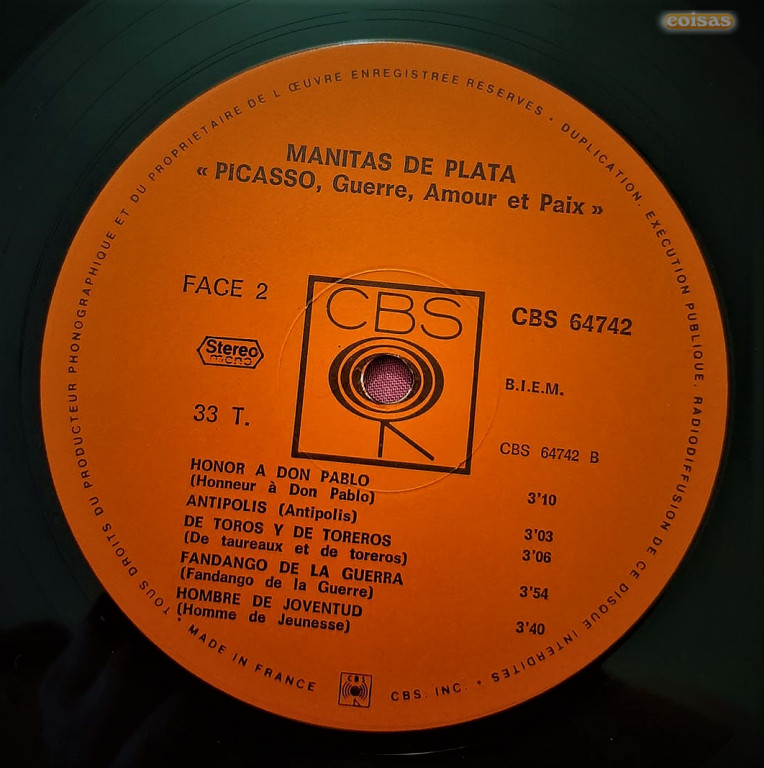 coisas
TOUS DROITS DU PRODUCTEUR PHONOGRAPHIQUE ET DU PROPRIETAIRE DE L ŒUVRE ENREGISTRÉE RÉSERVÉS • DUPLICATION, EXÉCUTION PUBLIQUE, RADIODIFFUSION DE CE DISQUE INTERDITES •
MANITAS DE PLATA
« PICASSO, Guerre, Amour et Paix »
FACE 2
CBS
CBS 64742
Stereo
mono
B.I.E.M.
33 T.
CBS 64742 B
HONOR A DON PABLO
(Honneur à Don Pablo) 3'10
ANTIPOLIS (Antipolis) 3'03
DE TOROS Y DE TOREROS 3'06
(De taureaux et de toreros)
FANDANGO DE LA GUERRA
(Fandango de la Guerre) 3'54
HOMBRE DE JOVENTUD
(Homme de Jeunesse) 3'40
• MADE IN FRANCE
CBS
CBS. INC.